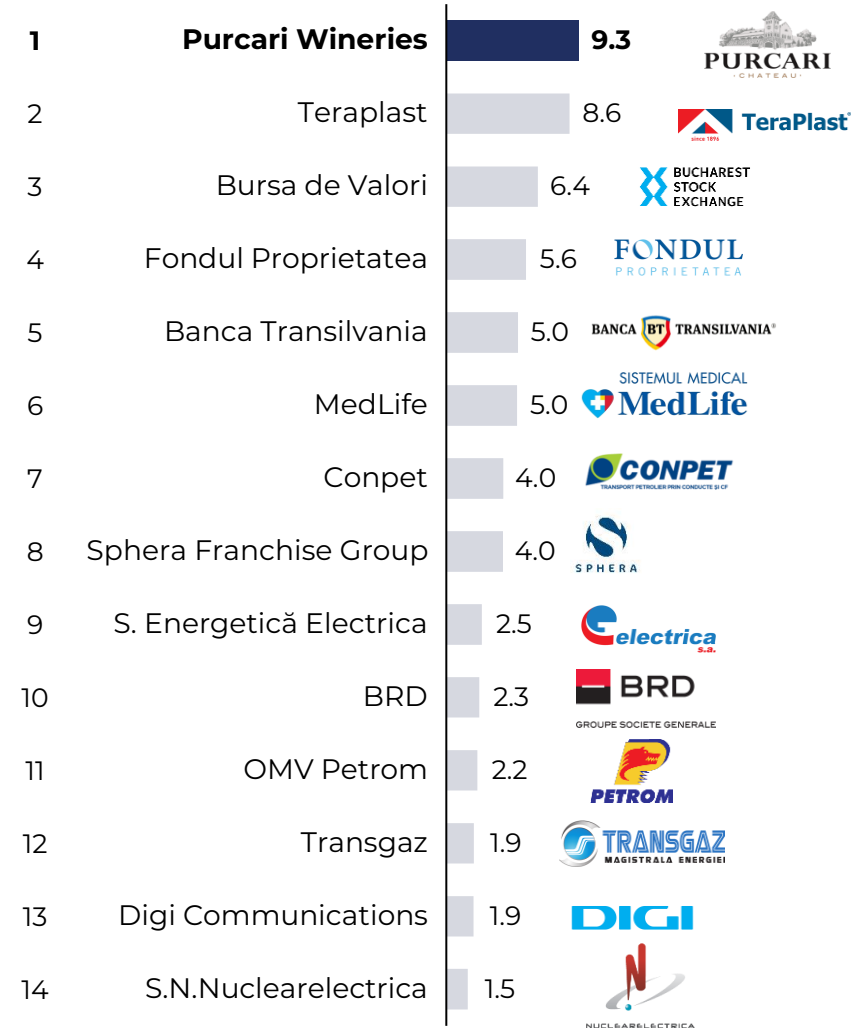 1 Purcari Wineries 9.3
PURCARI
·CHATEAU·
2 Teraplast 8.6
TeraPlast®
since 1896
3 Bursa de Valori 6.4
BUCHAREST
STOCK
EXCHANGE
4 Fondul Proprietatea 5.6
FONDUL
PROPRIETATEA
5 Banca Transilvania 5.0
BANCA BT TRANSILVANIA®
6 MedLife 5.0
SISTEMUL MEDICAL
MedLife
7 Conpet 4.0
CONPET
TRANSPORT PETROLIER PRIN CONDUCTE ŞI CF
8 Sphera Franchise Group 4.0
SPHERA
9 S. Energetică Electrica 2.5
electrica
s.a.
10 BRD 2.3
BRD
GROUPE SOCIETE GENERALE
11 OMV Petrom 2.2
PETROM
12 Transgaz 1.9
TRANSGAZ
MAGISTRALA ENERGIEI
13 Digi Communications 1.9
DIGI
14 S.N.Nuclearelectrica 1.5
NUCLEARELECTRICA